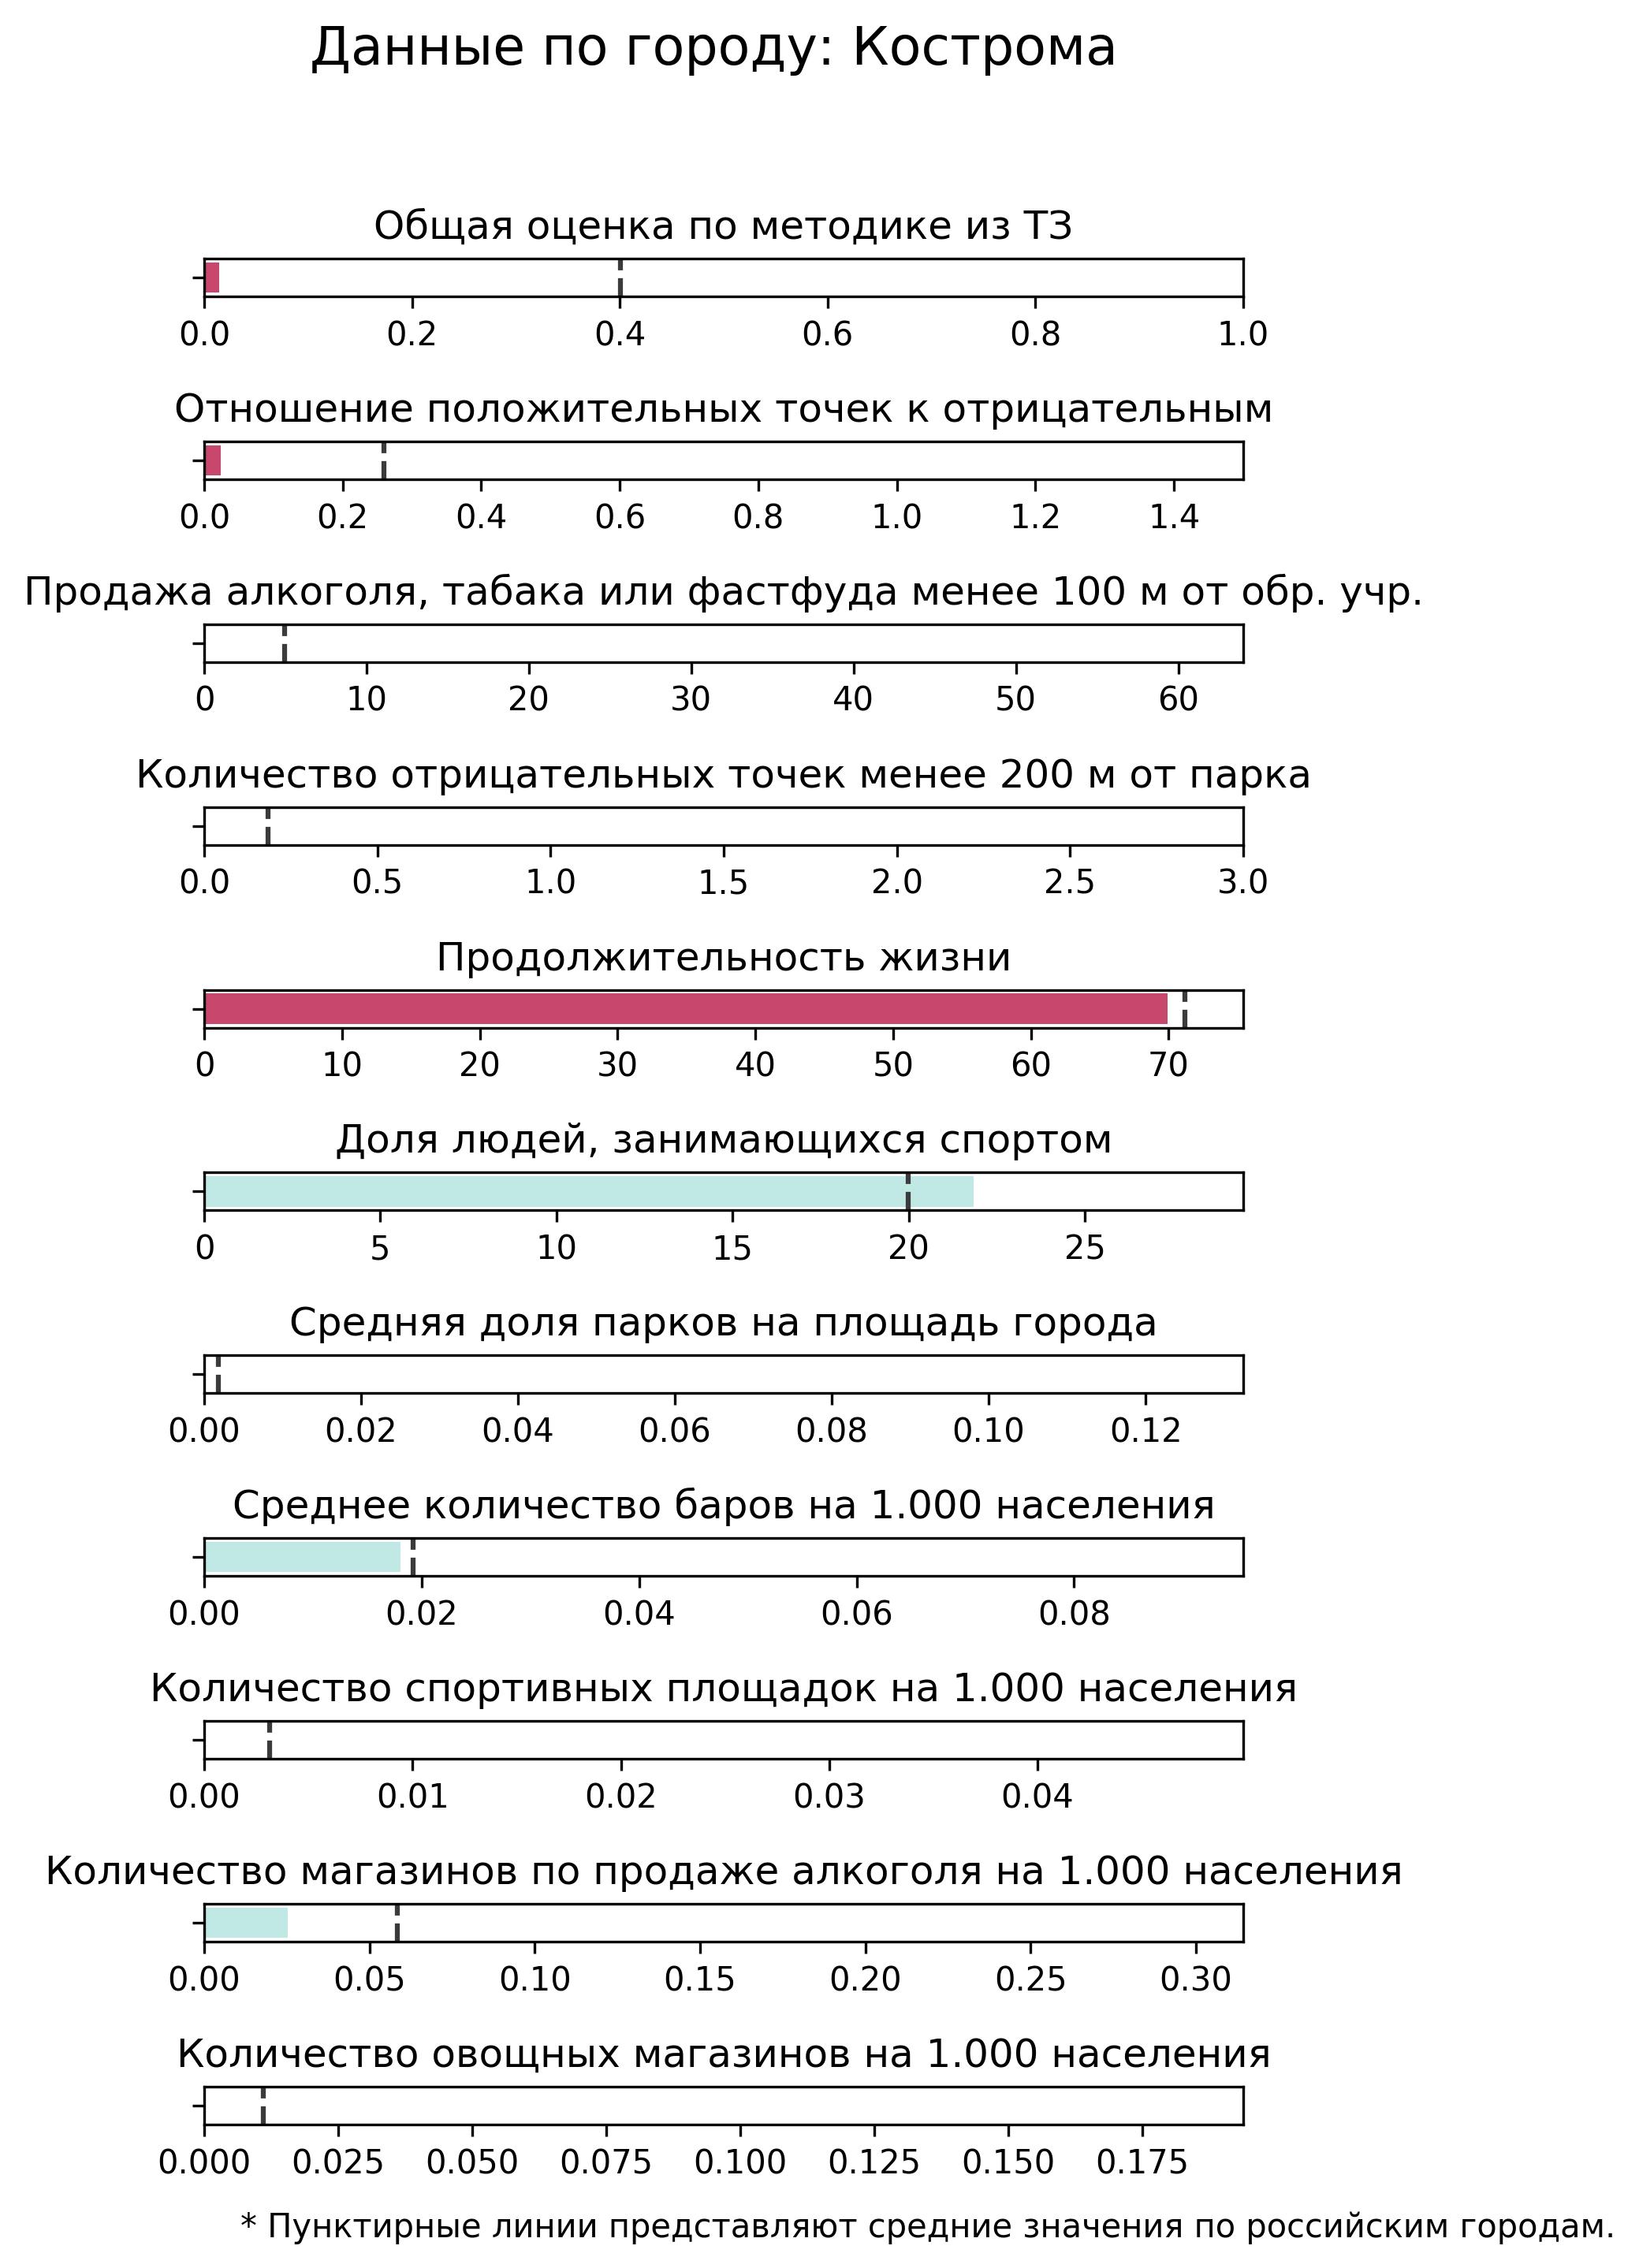 Данные по городу: Кострома
Общая оценка по методике из ТЗ
0.0 0.2 0.4 0.6 0.8 1.0
Отношение положительных точек к отрицательным
0.0 0.2 0.4 0.6 0.8 1.0 1.2 1.4
Продажа алкоголя, табака или фастфуда менее 100 м от обр. учр.
0 10 20 30 40 50 60
Количество отрицательных точек менее 200 м от парка
0.0 0.5 1.0 1.5 2.0 2.5 3.0
Продолжительность жизни
0 10 20 30 40 50 60 70
Доля людей, занимающихся спортом
0 5 10 15 20 25
Средняя доля парков на площадь города
0.00 0.02 0.04 0.06 0.08 0.10 0.12
Среднее количество баров на 1.000 населения
0.00 0.02 0.04 0.06 0.08
Количество спортивных площадок на 1.000 населения
0.00 0.01 0.02 0.03 0.04
Количество магазинов по продаже алкоголя на 1.000 населения
0.00 0.05 0.10 0.15 0.20 0.25 0.30
Количество овощных магазинов на 1.000 населения
0.000 0.025 0.050 0.075 0.100 0.125 0.150 0.175
* Пунктирные линии представляют средние значения по российским городам.